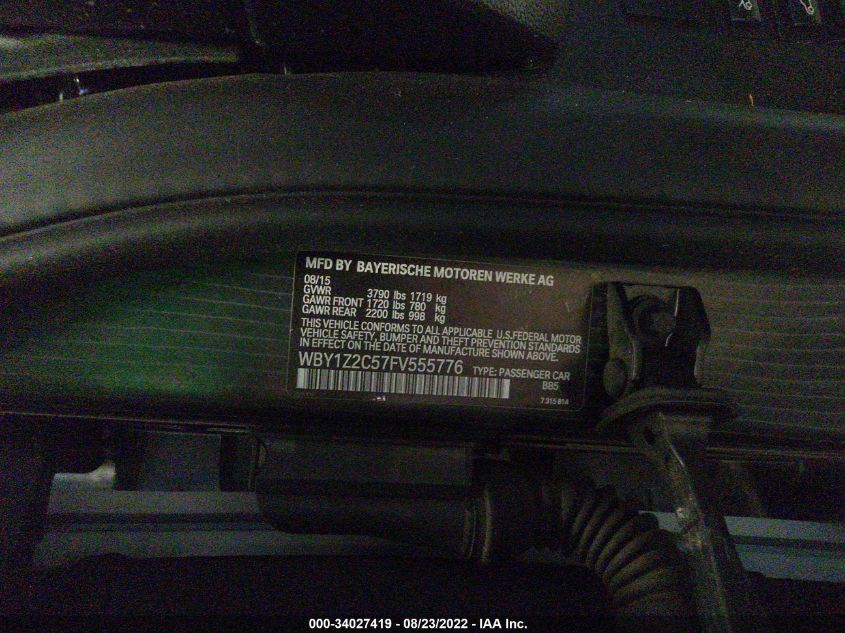 MFD BY BAYERISCHE MOTOREN WERKE AG
08/15
GVWR 3790 lbs 1719 kg
GAWR FRONT 1720 lbs 780 kg
GAWR REAR 2200 lbs 998 kg
THIS VEHICLE CONFORMS TO ALL APPLICABLE U.S.FEDERAL MOTOR
VEHICLE SAFETY, BUMPER AND THEFT PREVENTION STANDARDS
IN EFFECT ON THE DATE OF MANUFACTURE SHOWN ABOVE.
WBY1Z2C57FV555776 TYPE: PASSENGER CAR
BB5
7 315 814
000-34027419 - 08/23/2022 - IAA Inc.